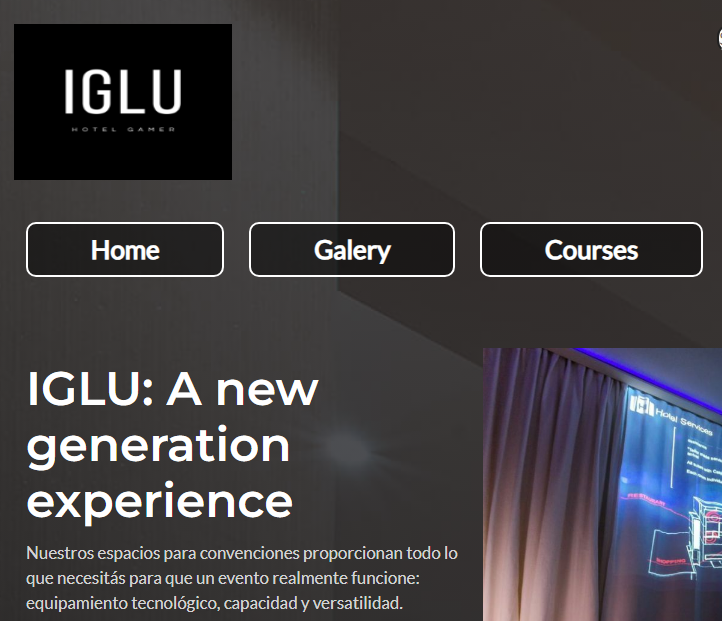 IGLU
HOTEL GAMER
Home
Galery
Courses
IGLU: A new
generation
experience
Nuestros espacios para convenciones proporcionan todo lo
que necesitás para que un evento realmente funcione:
equipamiento tecnológico, capacidad y versatilidad.
Hotel Services